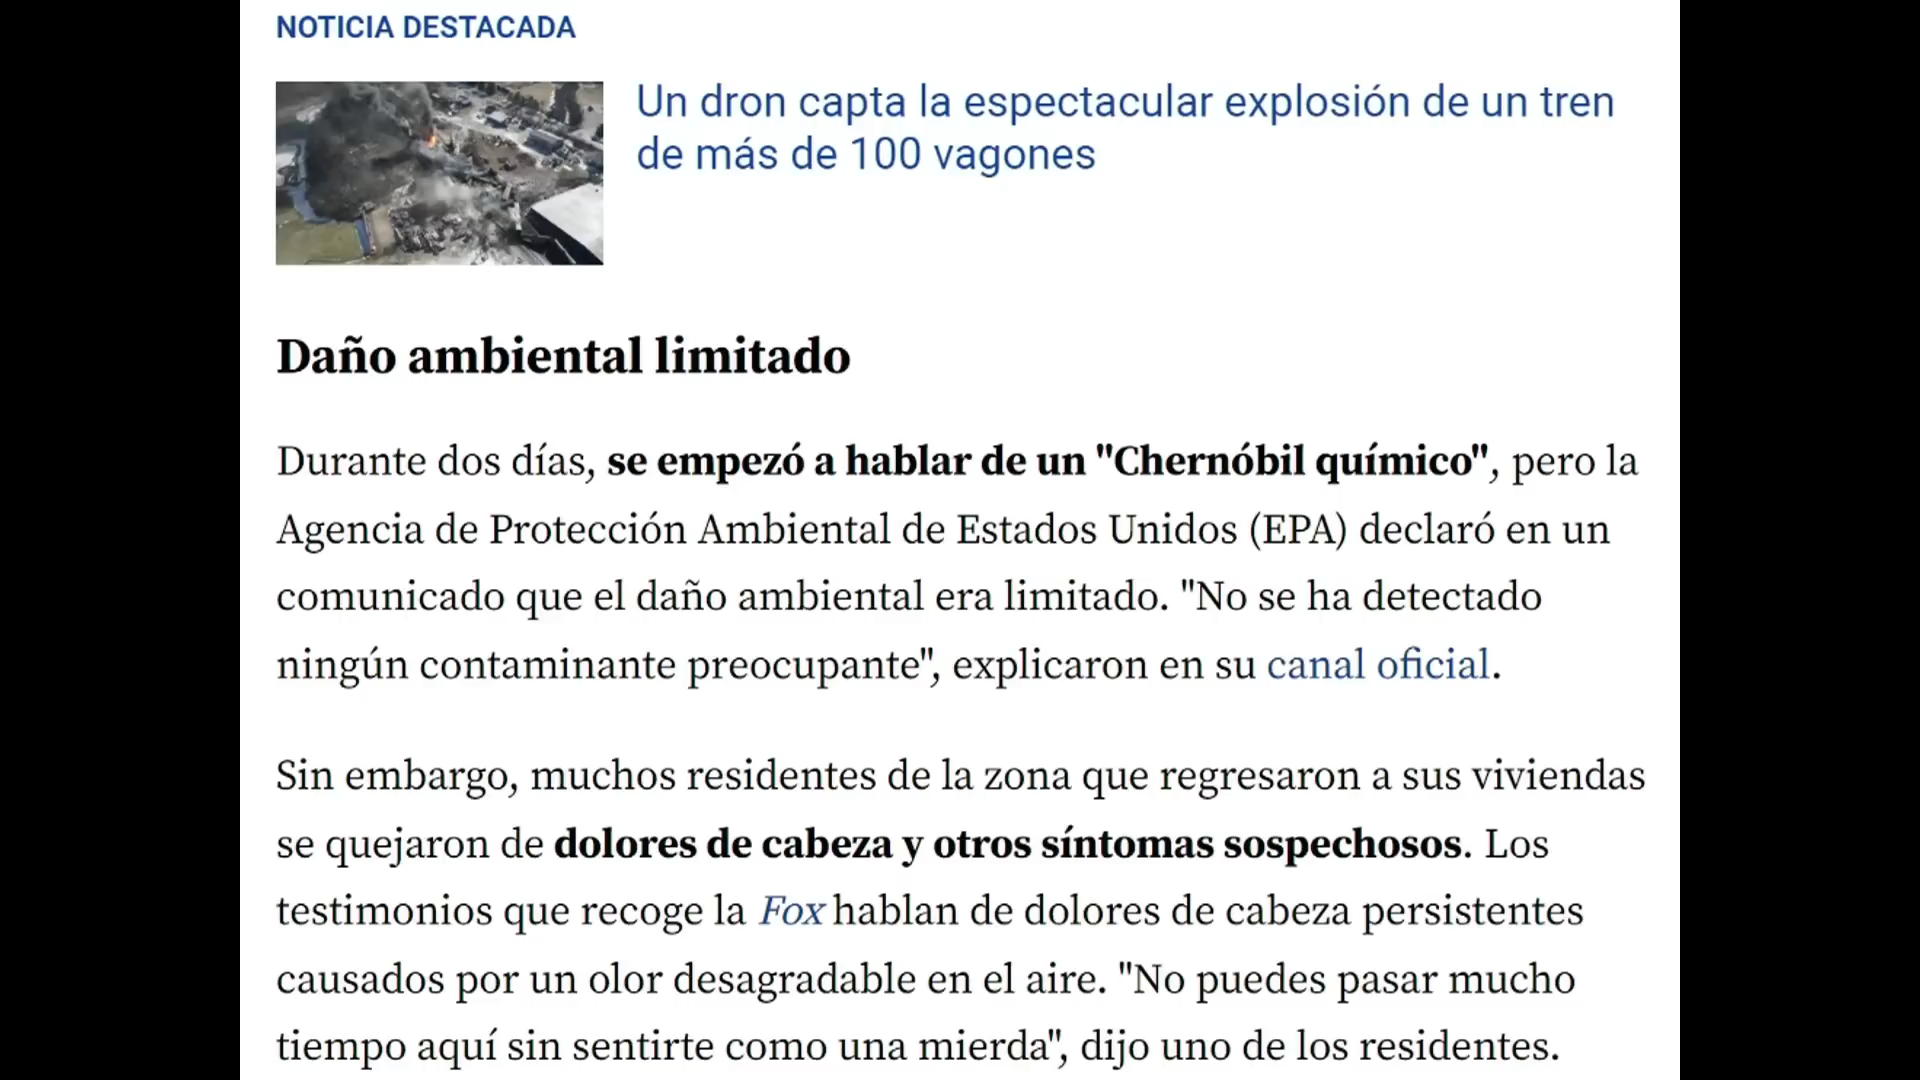 NOTICIA DESTACADA
Un dron capta la espectacular explosión de un tren
de más de 100 vagones
Daño ambiental limitado
Durante dos días, se empezó a hablar de un "Chernóbil químico", pero la
Agencia de Protección Ambiental de Estados Unidos (EPA) declaró en un
comunicado que el daño ambiental era limitado. "No se ha detectado
ningún contaminante preocupante", explicaron en su canal oficial.
Sin embargo, muchos residentes de la zona que regresaron a sus viviendas
se quejaron de dolores de cabeza y otros síntomas sospechosos. Los
testimonios que recoge la Fox hablan de dolores de cabeza persistentes
causados por un olor desagradable en el aire. "No puedes pasar mucho
tiempo aquí sin sentirte como una mierda", dijo uno de los residentes.